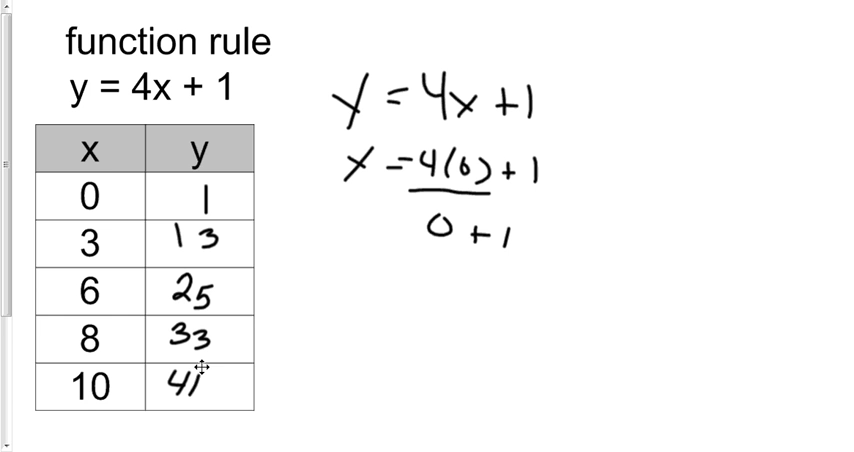 function rule
y = 4x + 1
x y
0 1
3 13
6 25
8 33
10 41
y = 4x + 1
x = 4(0) + 1
0 + 1